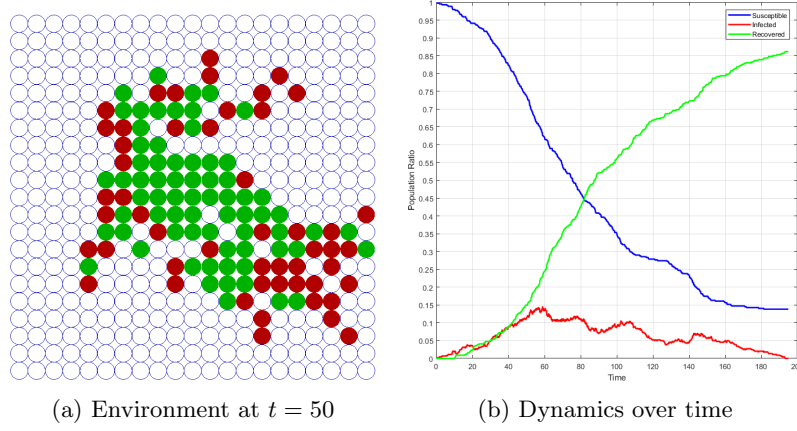 1
0.95
0.9
0.85
0.8
0.75
0.7
0.65
0.6
0.55
0.5
0.45
0.4
0.35
0.3
0.25
0.2
0.15
0.1
0.05
0
Population Ratio
Susceptible
Infected
Recovered
0 20 40 60 80 100 120 140 160 180 200
Time
(a) Environment at t = 50
(b) Dynamics over time